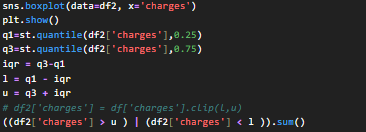 sns.boxplot(data=df2, x='charges')
plt.show()
q1=st.quantile(df2['charges'],0.25)
q3=st.quantile(df2['charges'],0.75)
iqr = q3-q1
l = q1 - iqr
u = q3 + iqr
# df2['charges'] = df['charges'].clip(l,u)
((df2['charges'] > u ) | (df2['charges'] < l )).sum()